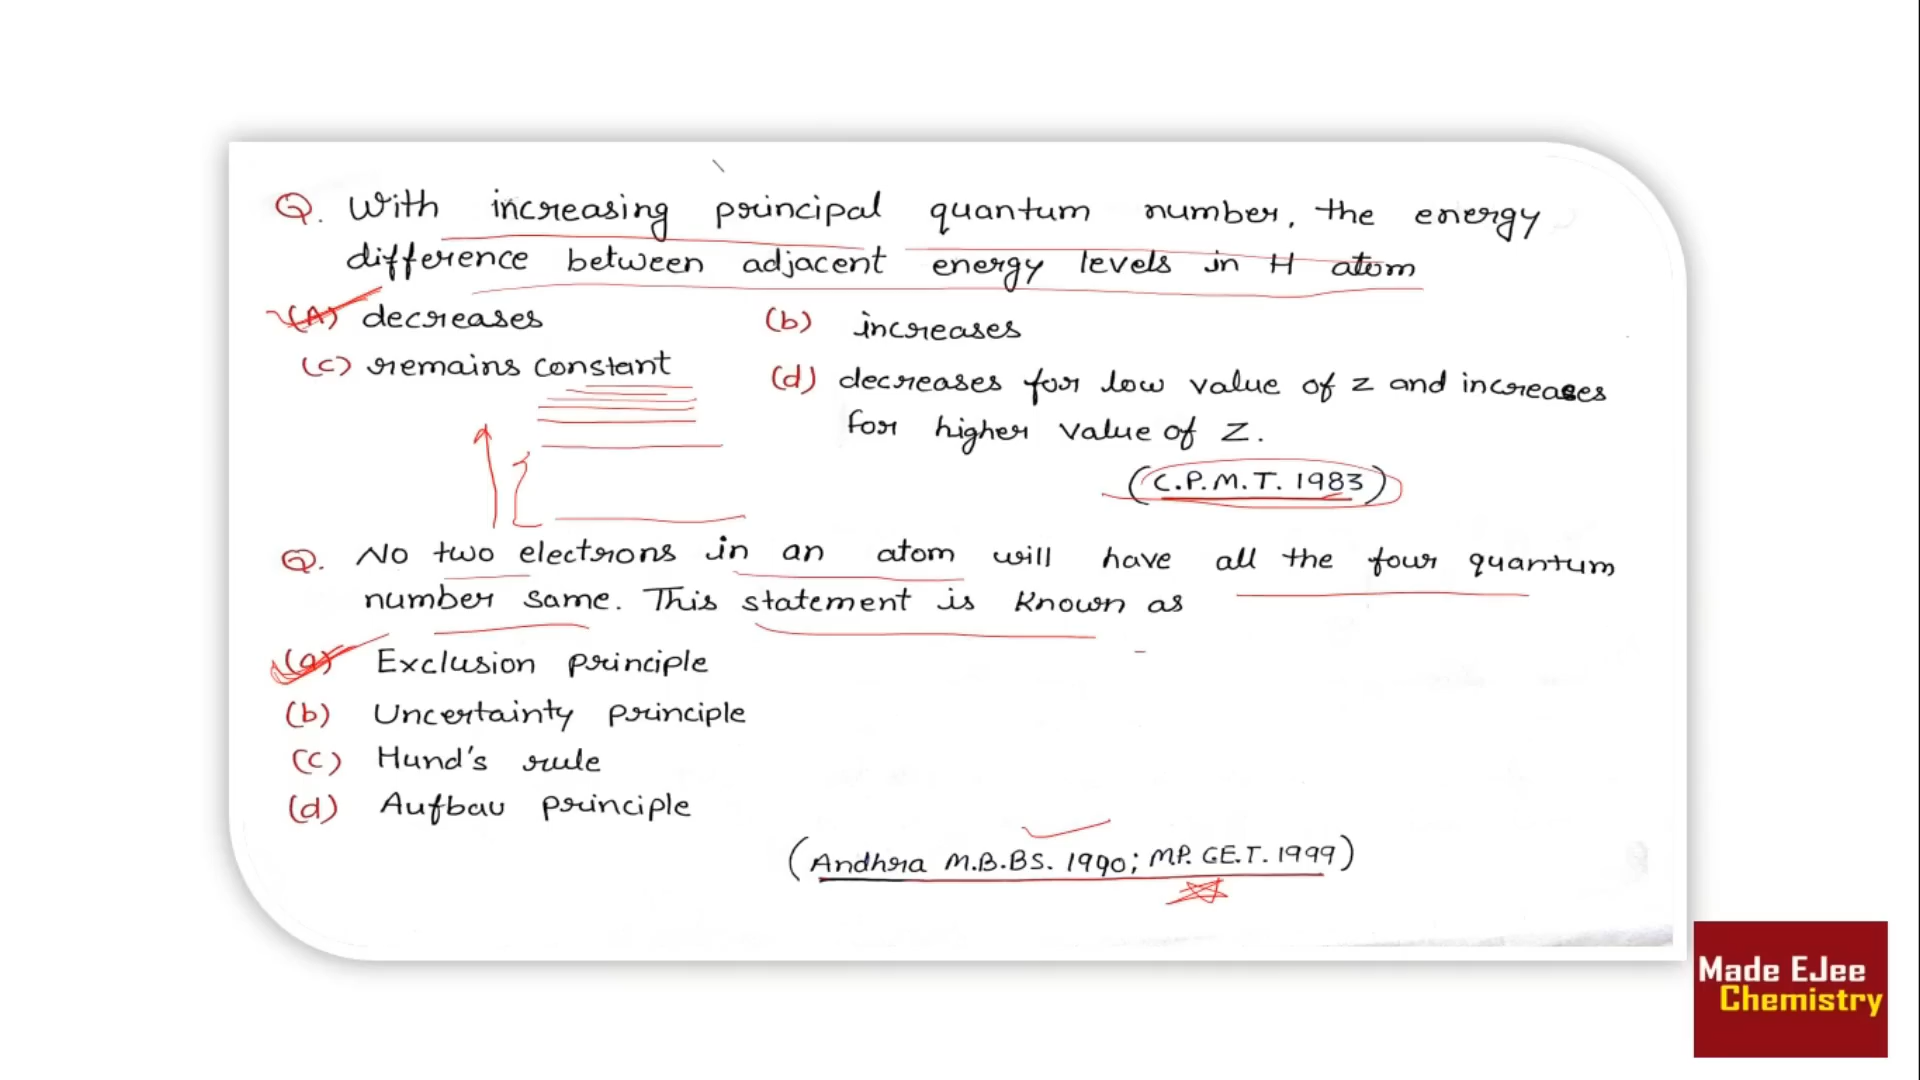 Q. With increasing principal quantum number, the energy
difference between adjacent energy levels in H atom
(A) decreases
(b) increases
(c) remains constant
(d) decreases for low value of z and increases
for higher value of Z.
(C.P.M.T. 1983)
Q. No two electrons in an atom will have all the four quantum
number same. This statement is known as
(a) Exclusion principle
(b) Uncertainty principle
(c) Hund's rule
(d) Aufbau principle
(Andhra M.B.BS. 1990; MP. CE.T. 1999)
Made EJee
Chemistry